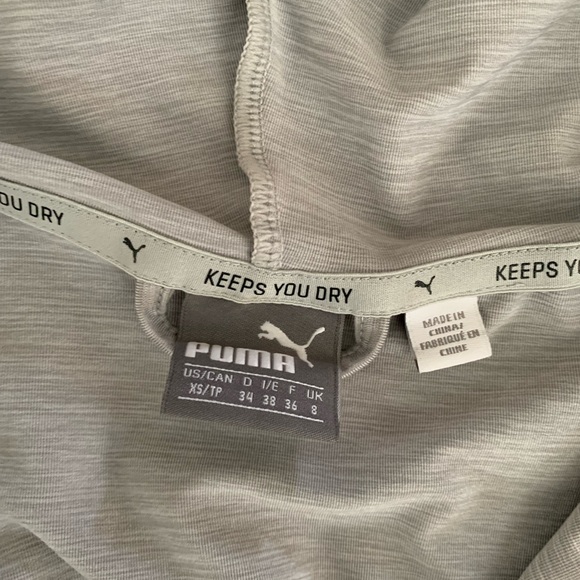 OU DRY
KEEPS YOU DRY
KEEPS Y
PUMA
US/CAN D I/E F UK
XS/TP 34 38 36 8
MADE IN
CHINA/
FABRIQUÉ EN
CHINE